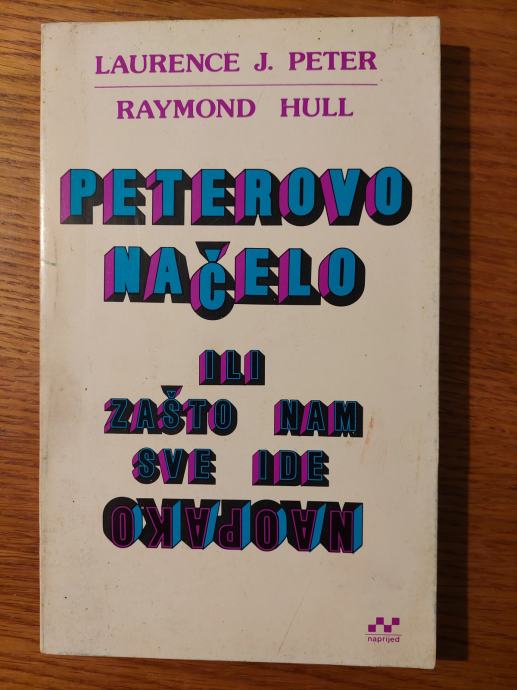 LAURENCE J. PETER
RAYMOND HULL
PETEROVO
NAČELO
ILI
ZAŠTO NAM
SVE IDE
NAOPAKO
naprijed